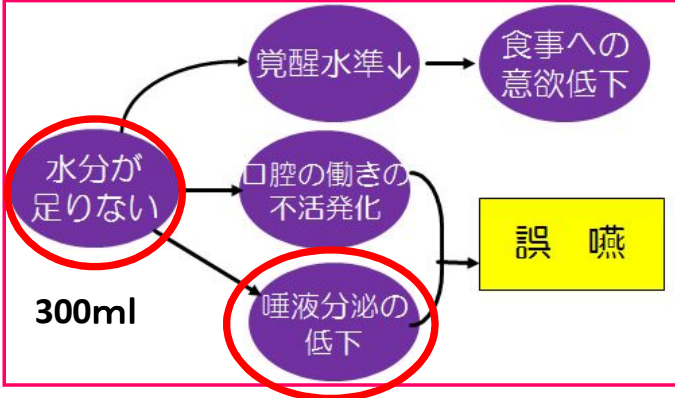 覚醒水準↓
食事への
意欲低下
水分が
足りない
口腔の働きの
不活発化
誤 嚥
唾液分泌の
低下
300ml